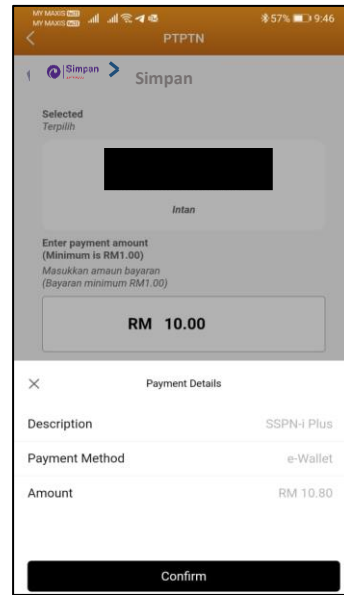 MY MAXIS
MY MAXIS
57% 9:46
PTPTN
Simpan
Simpan
Selected
Terpilih
Intan
Enter payment amount
(Minimum is RM1.00)
Masukkan amaun bayaran
(Bayaran minimum RM1.00)
RM 10.00
Payment Details
Description SSPN-i Plus
Payment Method e-Wallet
Amount RM 10.80
Confirm